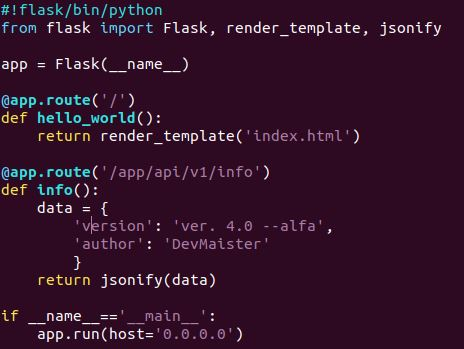 #!flask/bin/python
from flask import Flask, render_template, jsonify

app = Flask(__name__)

@app.route('/')
def hello_world():
    return render_template('index.html')

@app.route('/app/api/v1/info')
def info():
    data = {
        'version': 'ver. 4.0 --alfa',
        'author': 'DevMaister'
        }
    return jsonify(data)

if __name__=='__main__':
    app.run(host='0.0.0.0')